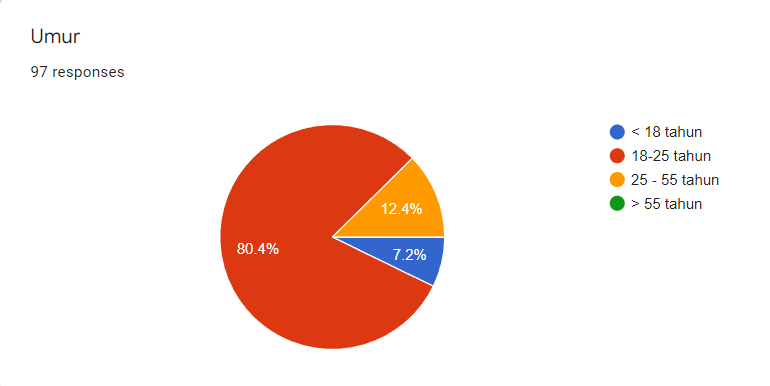 Umur
97 responses
< 18 tahun
18-25 tahun
25 - 55 tahun
> 55 tahun
12.4%
80.4%
7.2%